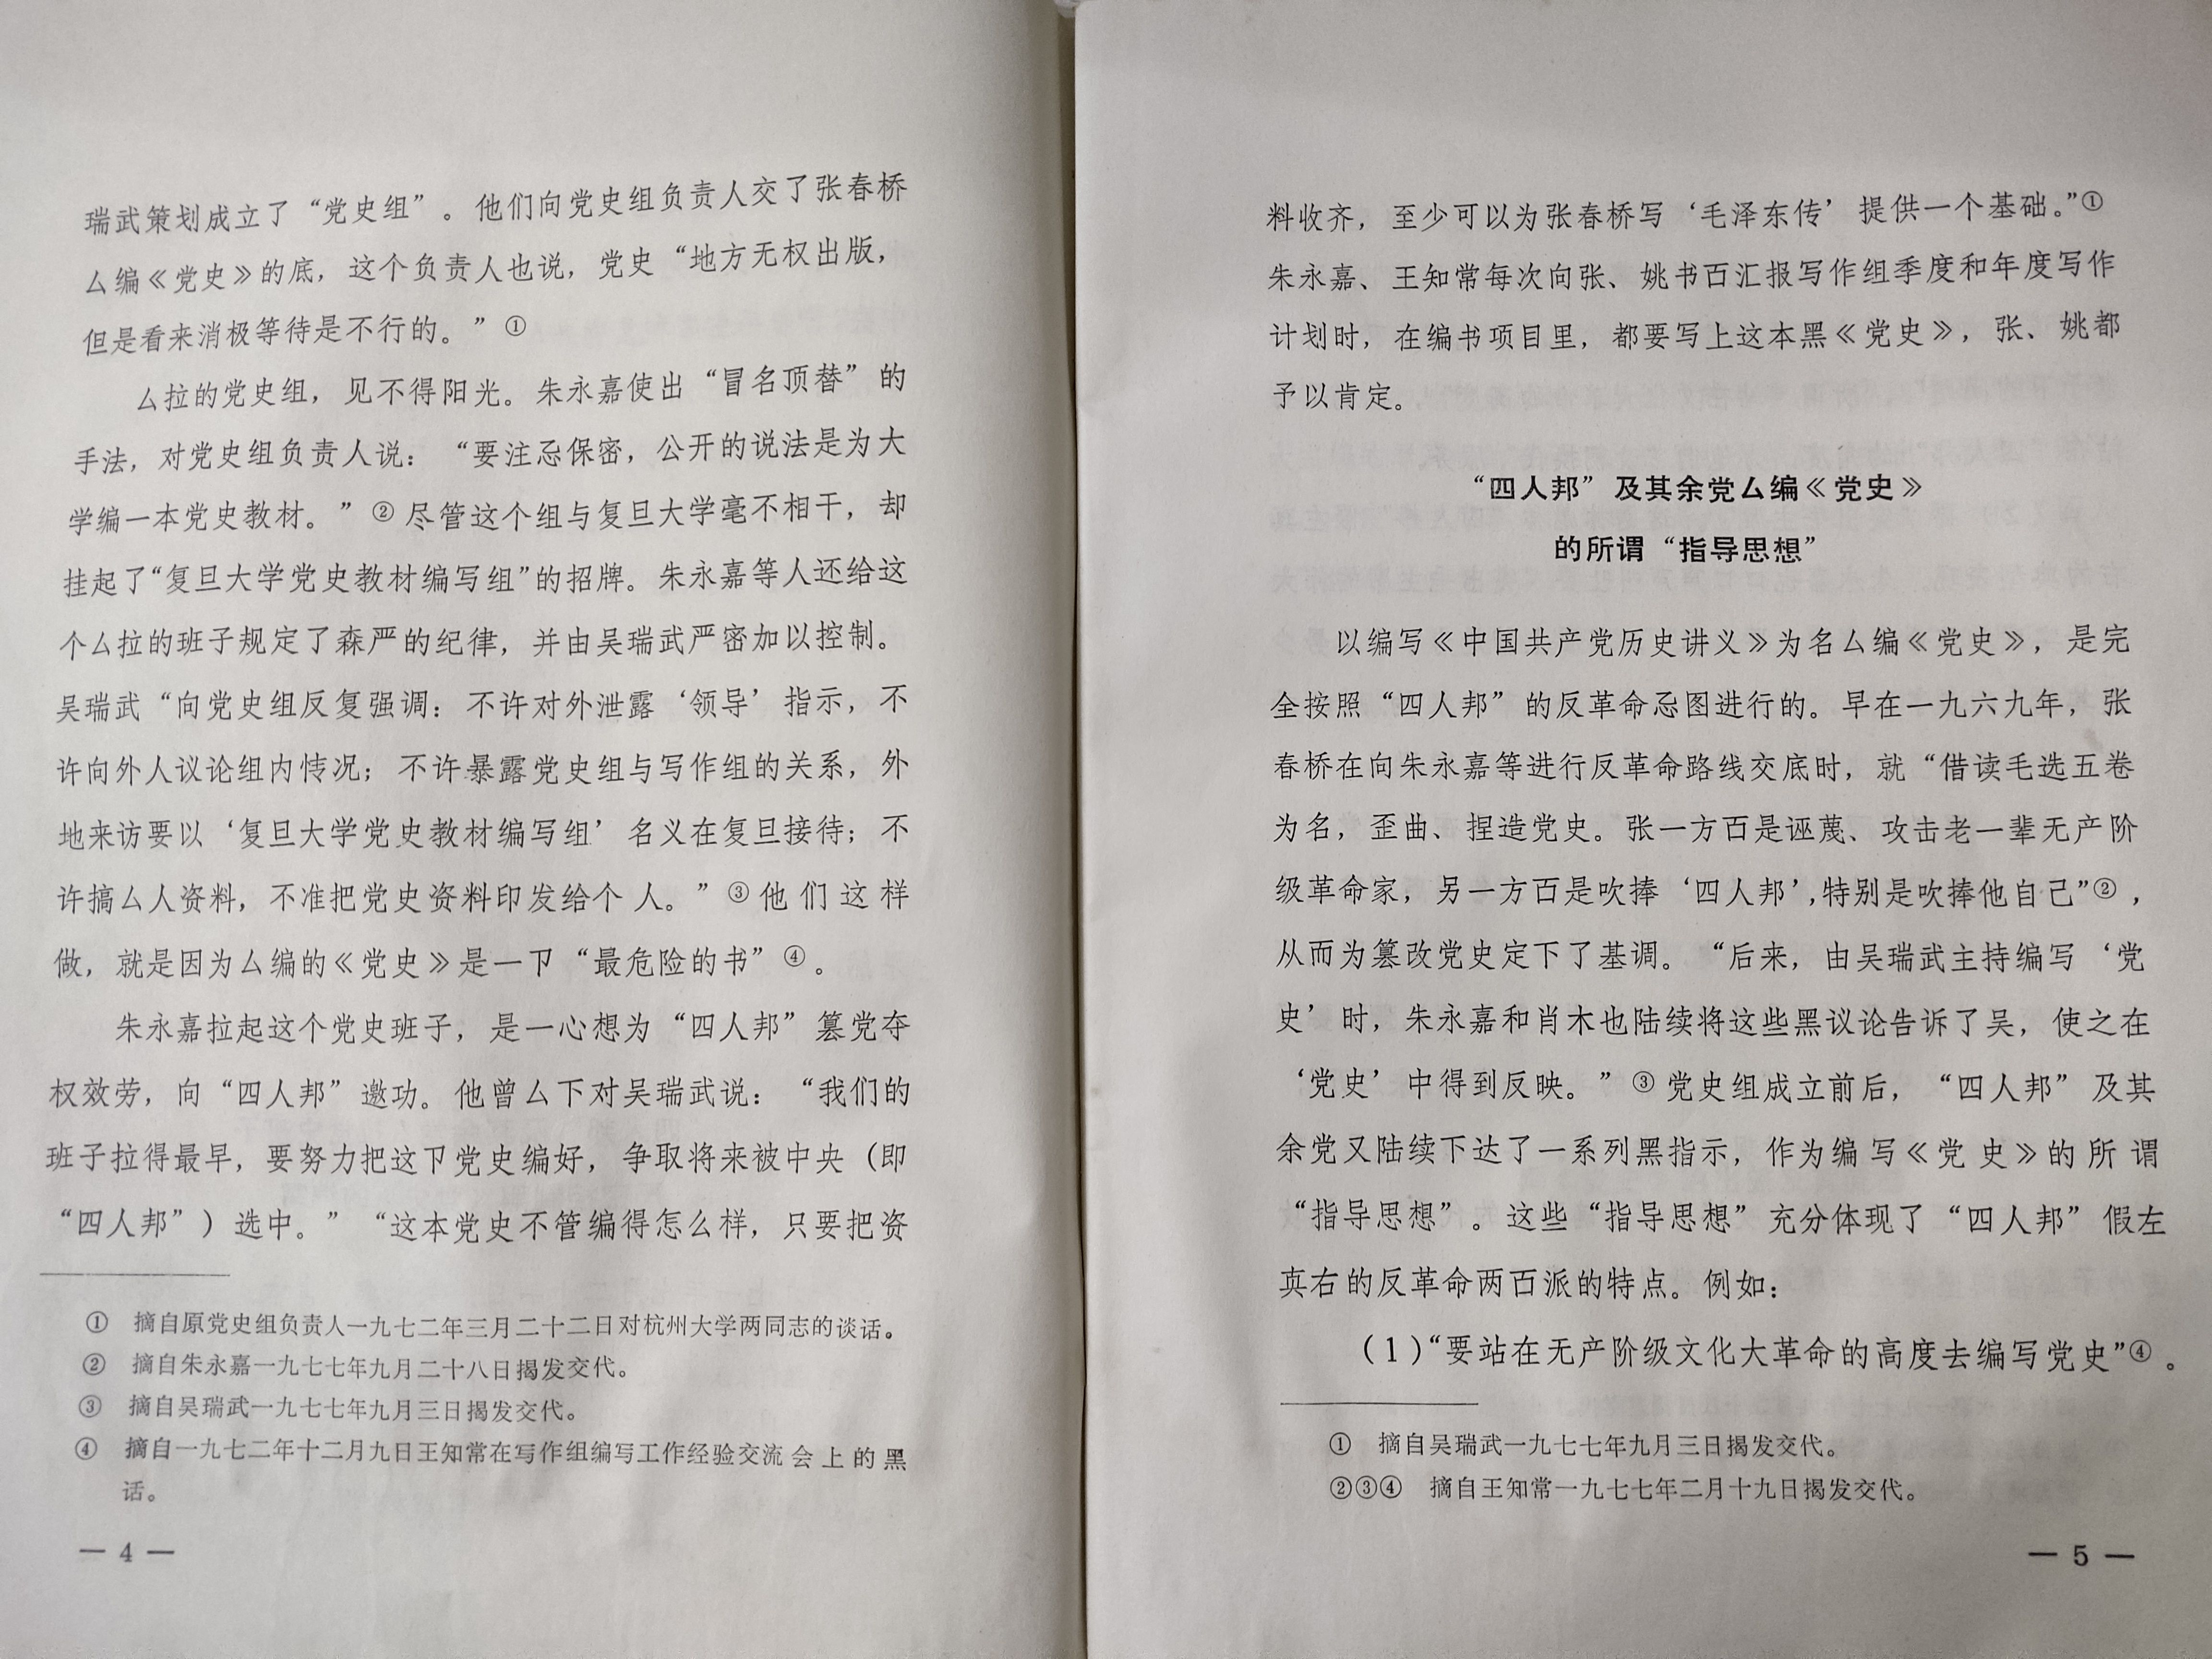 瑞武策划成立了“党史组”。他们向党史组负责人交了张春桥
厶编《党史》的底，这个负责人也说，党史“地方无权出版，
但是看来消极等待是不行的。”①
厶拉的党史组，见不得阳光。朱永嘉使出“冒名顶替”的
手法，对党史组负责人说：“要注忈保密，公开的说法是为大
学编一本党史教材。”②尽管这个组与复旦大学毫不相干，却
挂起了“复旦大学党史教材编写组”的招牌。朱永嘉等人还给这
个厶拉的班子规定了森严的纪律，并由吴瑞武严密加以控制。
吴瑞武“向党史组反复强调：不许对外泄露‘领导’指示，不
许向外人议论组内情况；不许暴露党史组与写作组的关系，外
地来访要以‘复旦大学党史教材编写组’名义在复旦接待；不
许搞厶人资料，不准把党史资料印发给个人。”③他们这样
做，就是因为厶编的《党史》是一卩“最危险的书”④。
朱永嘉拉起这个党史班子，是一心想为“四人邦”篡党夺
权效劳，向“四人邦”邀功。他曾厶下对吴瑞武说：“我们的
班子拉得最早，要努力把这卩党史编好，争取将来被中央（即
“四人邦”）选中。”“这本党史不管编得怎么样，只要把资
① 摘自原党史组负责人一九七二年三月二十二日对杭州大学两同志的谈话。
② 摘自朱永嘉一九七七年九月二十八日揭发交代。
③ 摘自吴瑞武一九七七年九月三日揭发交代。
④ 摘自一九七二年十二月九日王知常在写作组编写工作经验交流会上的黑
话。
— 4 —
料收齐，至少可以为张春桥写‘毛泽东传’提供一个基础。”①
朱永嘉、王知常每次向张、姚书百汇报写作组季度和年度写作
计划时，在编书项目里，都要写上这本黑《党史》，张、姚都
予以肯定。
“四人邦”及其余党厶编《党史》
的所谓“指导思想”
以编写《中国共产党历史讲义》为名厶编《党史》，是完
全按照“四人邦”的反革命忈图进行的。早在一九六九年，张
春桥在向朱永嘉等进行反革命路线交底时，就“借读毛选五卷
为名，歪曲、捏造党史。张一方百是诬蔑、攻击老一辈无产阶
级革命家，另一方百是吹捧‘四人邦’，特别是吹捧他自己”②，
从而为篡改党史定下了基调。“后来，由吴瑞武主持编写‘党
史’时，朱永嘉和肖木也陆续将这些黑议论告诉了吴，使之在
‘党史’中得到反映。”③党史组成立前后，“四人邦”及其
余党又陆续下达了一系列黑指示，作为编写《党史》的所谓
“指导思想”。这些“指导思想”充分体现了“四人邦”假左
真右的反革命两百派的特点。例如：
（1）“要站在无产阶级文化大革命的高度去编写党史”④。
① 摘自吴瑞武一九七七年九月三日揭发交代。
②③④ 摘自王知常一九七七年二月十九日揭发交代。
— 5 —